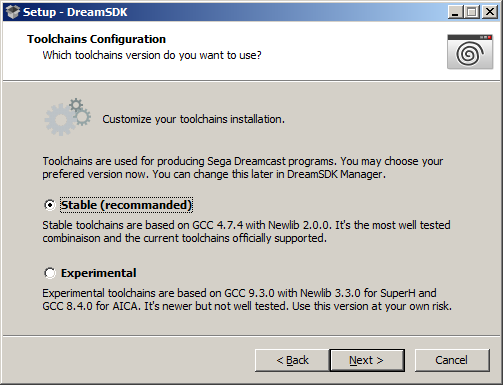 Setup - DreamSDK
Toolchains Configuration
Which toolchains version do you want to use?
Customize your toolchains installation.
Toolchains are used for producing Sega Dreamcast programs. You may choose your
prefered version now. You can change this later in DreamSDK Manager.
Stable (recommanded)
Stable toolchains are based on GCC 4.7.4 with Newlib 2.0.0. It's the most well tested
combinaison and the current toolchains officially supported.
Experimental
Experimental toolchains are based on GCC 9.3.0 with Newlib 3.3.0 for SuperH and
GCC 8.4.0 for AICA. It's newer but not well tested. Use this version at your own risk.
< Back
Next >
Cancel